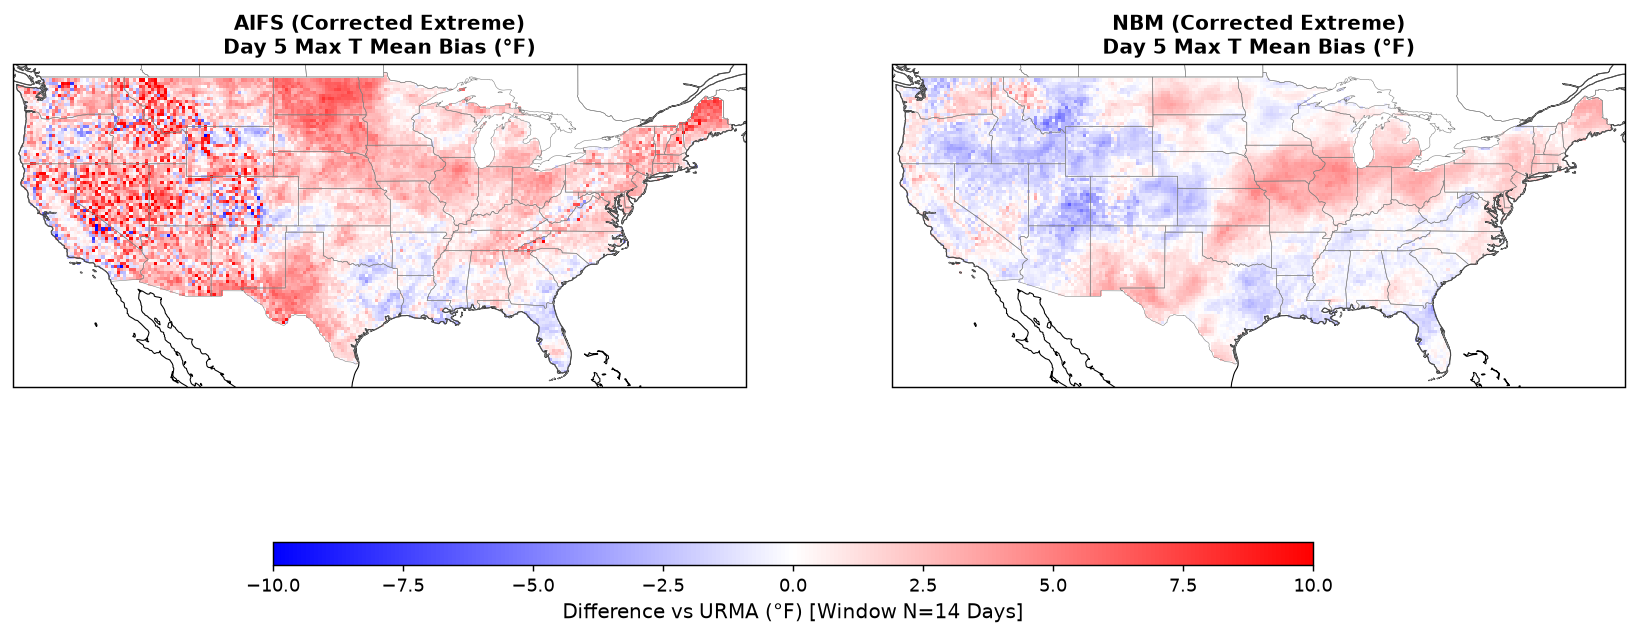 AIFS (Corrected Extreme)
Day 5 Max T Mean Bias (°F)
NBM (Corrected Extreme)
Day 5 Max T Mean Bias (°F)
−10.0 −7.5 −5.0 −2.5 0.0 2.5 5.0 7.5 10.0
Difference vs URMA (°F) [Window N=14 Days]